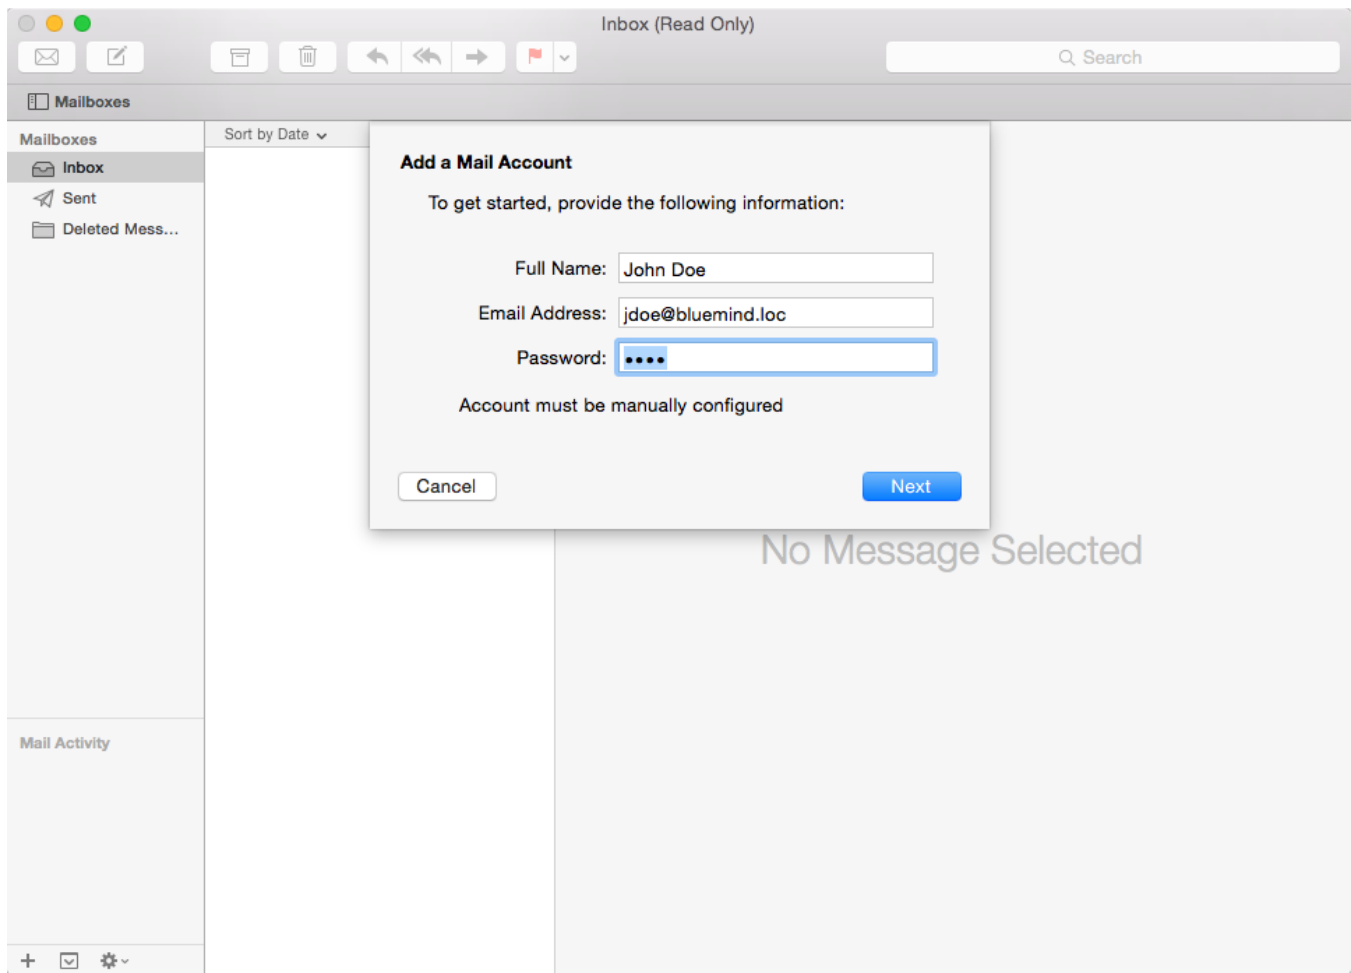 Inbox (Read Only)
Search
Mailboxes
Mailboxes
Sort by Date
Inbox
Sent
Deleted Mess...
Add a Mail Account
To get started, provide the following information:
Full Name: John Doe
Email Address: jdoe@bluemind.loc
Password: ••••
Account must be manually configured
Cancel Next
No Message Selected
Mail Activity